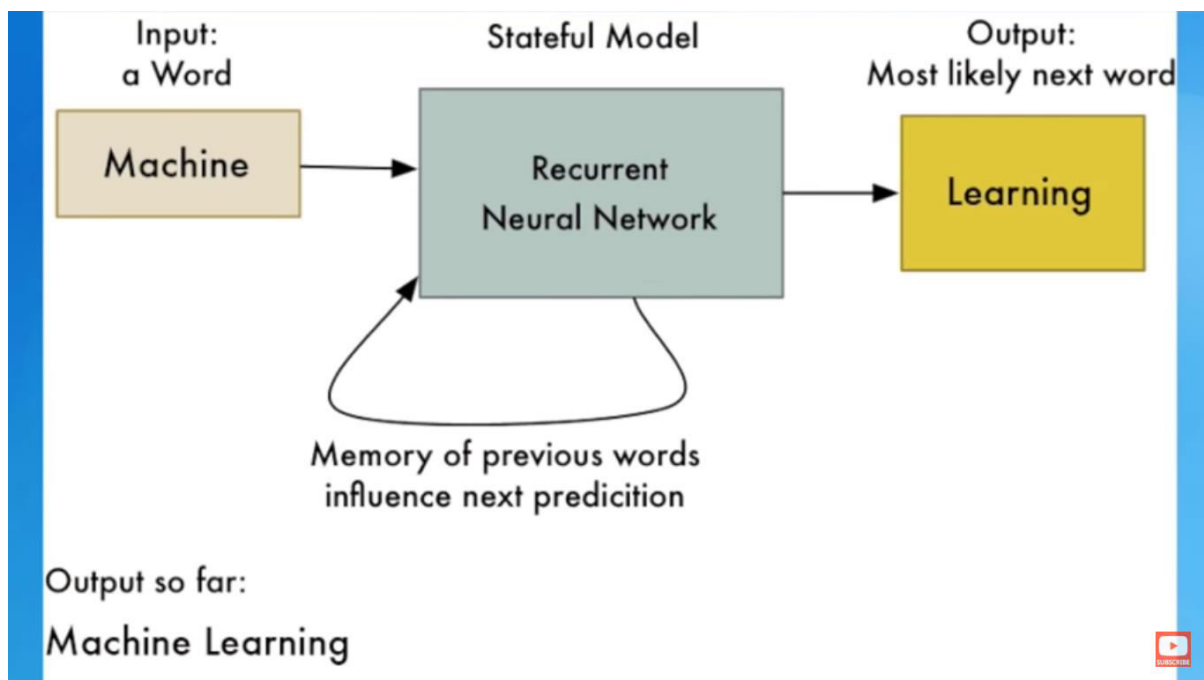 Input:
a Word
Stateful Model
Output:
Most likely next word
Machine
Recurrent
Neural Network
Learning
Memory of previous words
influence next predicition
Output so far:
Machine Learning
SUBSCRIBE